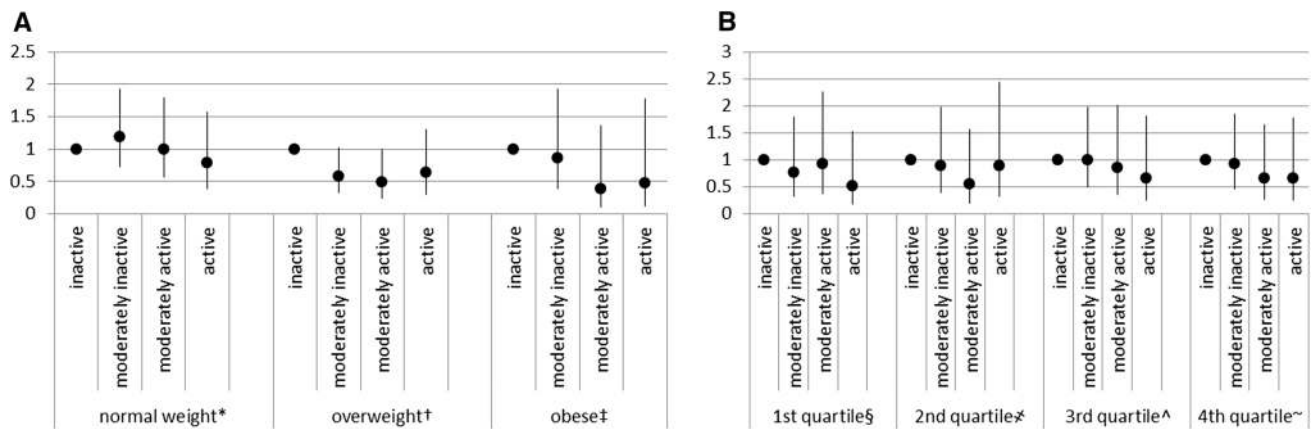 A
2.5
2
1.5
1
0.5
0
inactive
moderately inactive
moderately active
active
inactive
moderately inactive
moderately active
active
inactive
moderately inactive
moderately active
active
normal weight*
overweight†
obese‡
B
3
2.5
2
1.5
1
0.5
0
inactive
moderately inactive
moderately active
active
inactive
moderately inactive
moderately active
active
inactive
moderately inactive
moderately active
active
inactive
moderately inactive
moderately active
active
1st quartile§
2nd quartile
3rd quartile^
4th quartile~